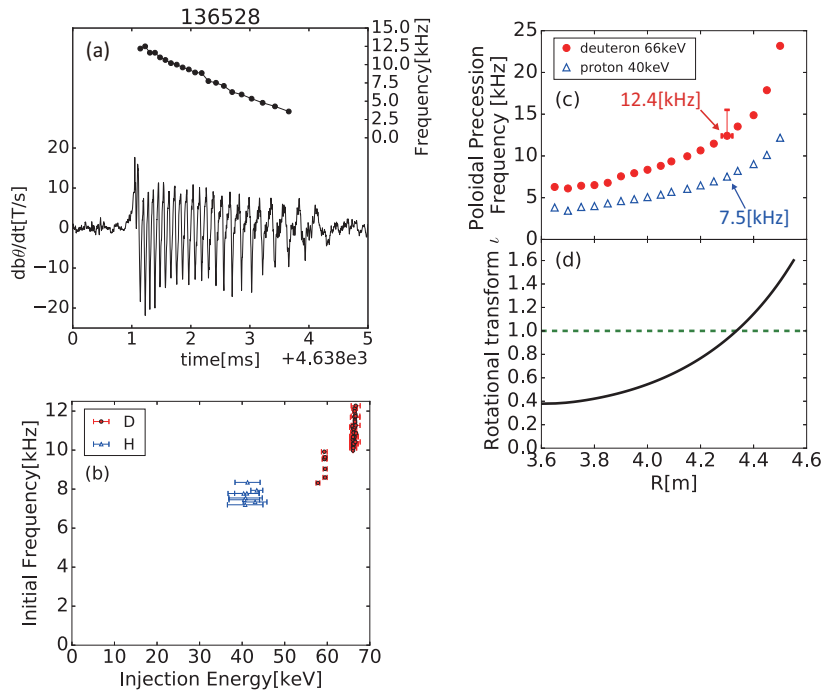 136528
(a)
15.0
12.5
10.0
7.5
5.0
2.5
0.0
Frequency[kHz]
20
10
0
−10
−20
dbθ/dt[T/s]
0 1 2 3 4 5
time[ms]
+4.638e3
12
10
8
6
4
2
0
Initial Frequency[kHz]
D
H
(b)
0 10 20 30 40 50 60 70
Injection Energy[keV]
25
20
15
10
5
0
Poloidal Precession
Frequency [kHz]
deuteron 66keV
proton 40keV
(c)
12.4[kHz]
7.5[kHz]
(d)
1.6
1.4
1.2
1.0
0.8
0.6
0.4
0.2
0.0
Rotational transform ι
3.6 3.8 4.0 4.2 4.4 4.6
R[m]